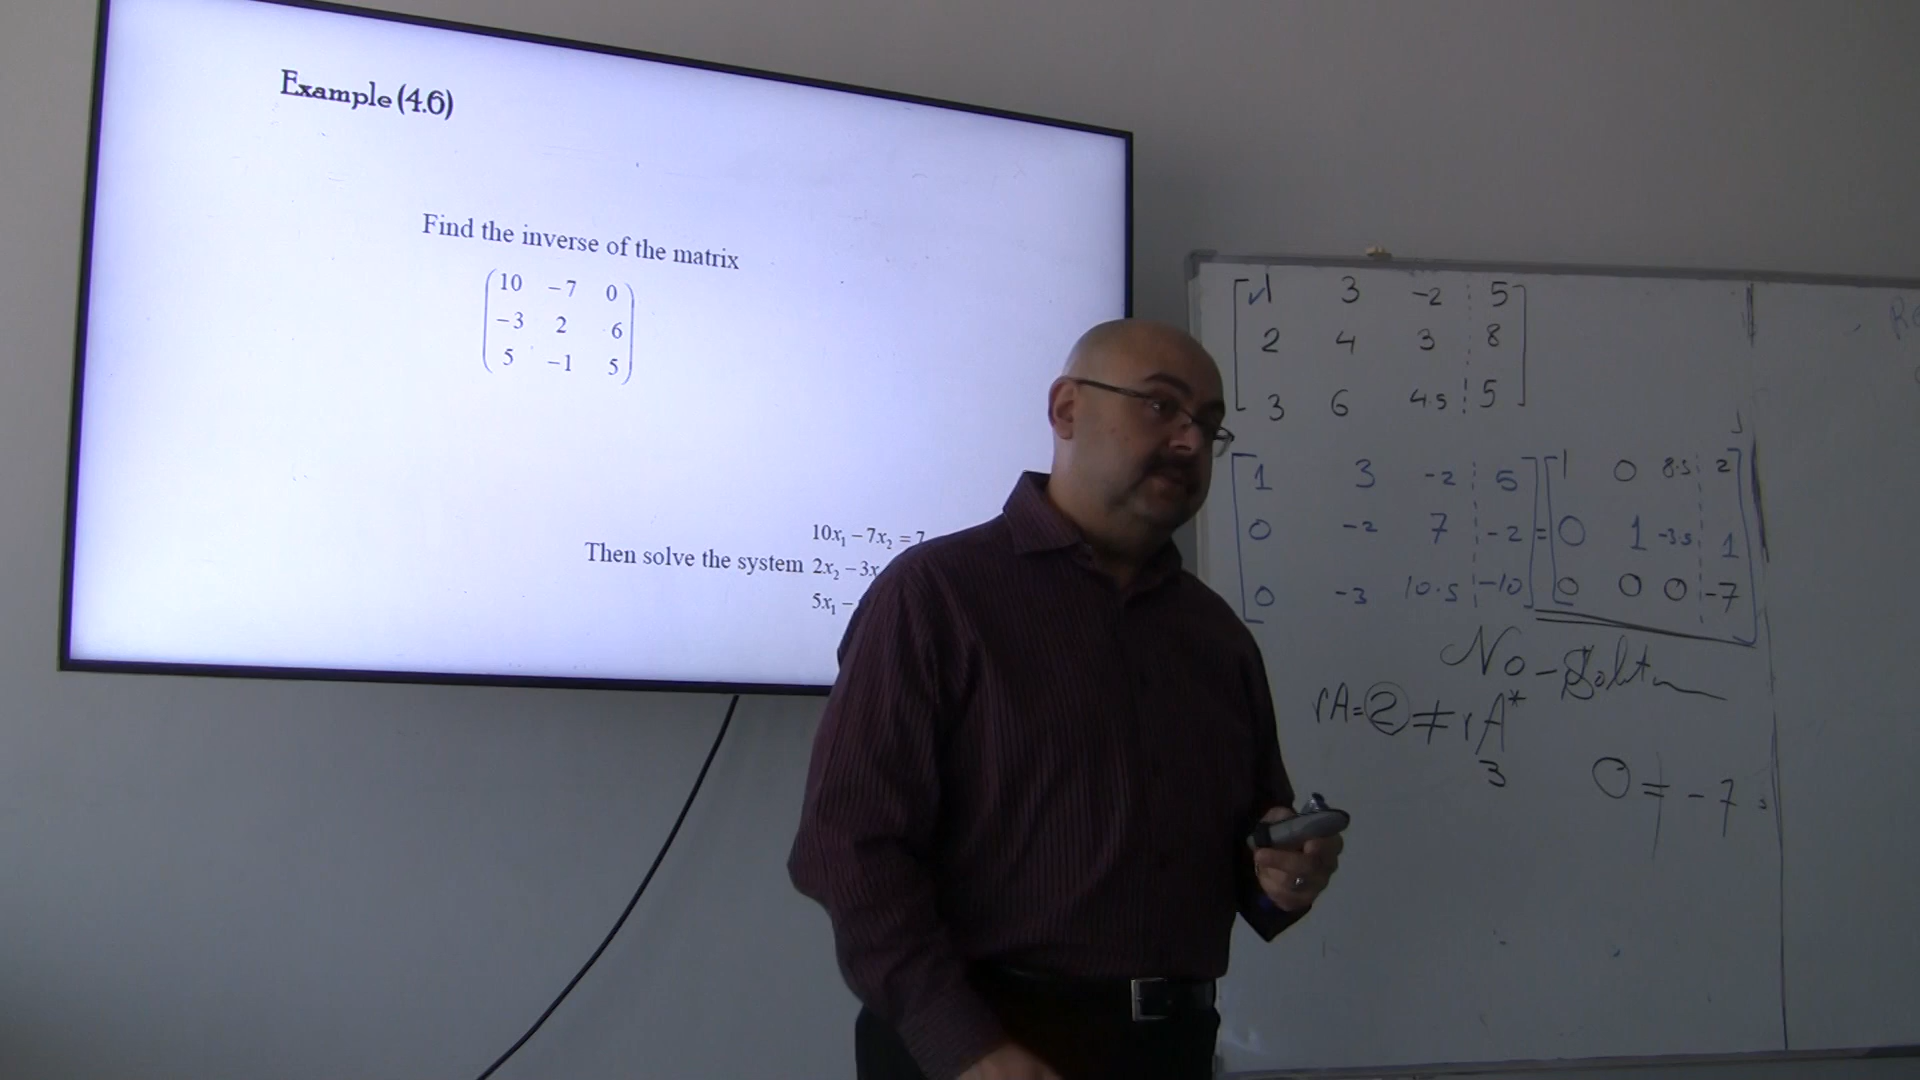 Example (4.6)
Find the inverse of the matrix
10 -7 0
-3 2 6
5 -1 5
10x₁ - 7x₂ = 7
Then solve the system 2x₂ - 3x
5x₁ -
1 3 -2 5
2 4 3 8
3 6 4.5 5
1 3 -2 5 = 1 0 8.5 2
0 -2 7 -2 0 1 -3.5 1
0 -3 10.5 -10 0 0 0 -7
No-
rA = 2 ≠ rA*
3
0 ≠ -7